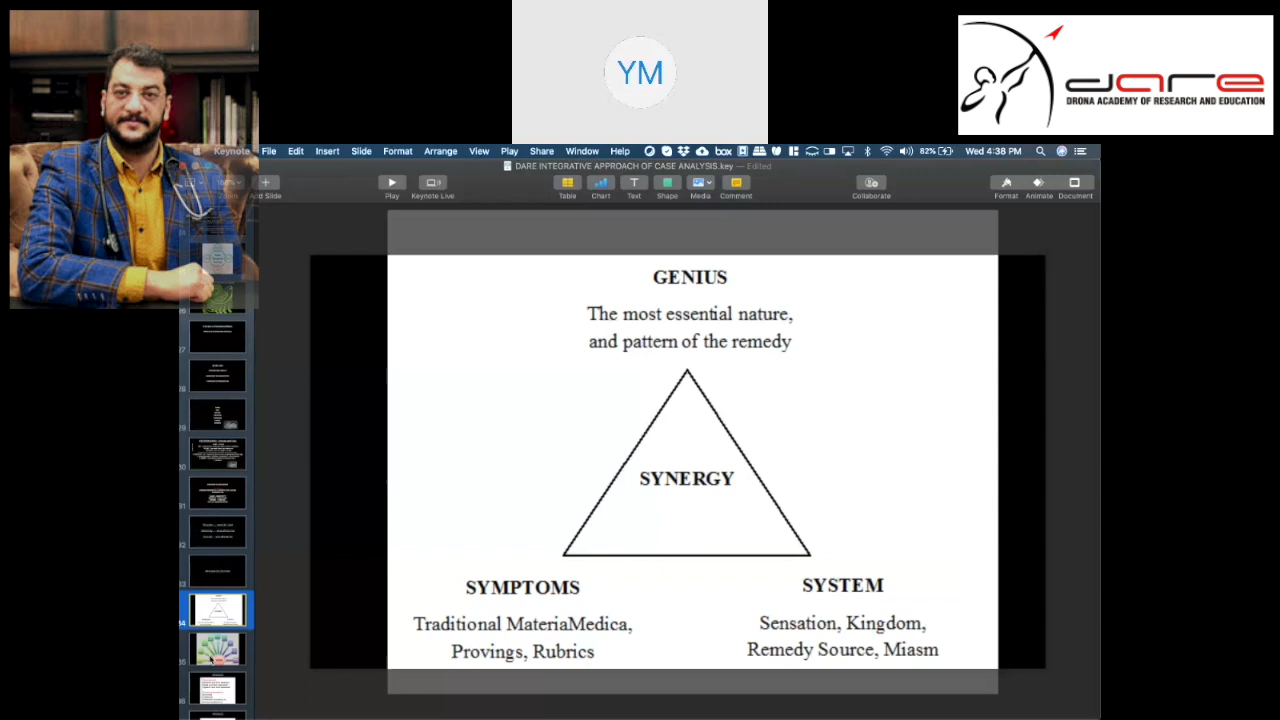 YM
dare
DRONA ACADEMY OF RESEARCH AND EDUCATION
Keynote File Edit Insert Slide Format Arrange View Play Share Window Help box 82% Wed 4:38 PM
DARE INTEGRATIVE APPROACH OF CASE ANALYSIS.key — Edited
Add Slide Play Keynote Live Table Chart Text Shape Media Comment Collaborate Format Animate Document
GENIUS
The most essential nature,
and pattern of the remedy
SYNERGY
SYMPTOMS
Traditional MateriaMedica,
Provings, Rubrics
SYSTEM
Sensation, Kingdom,
Remedy Source, Miasm